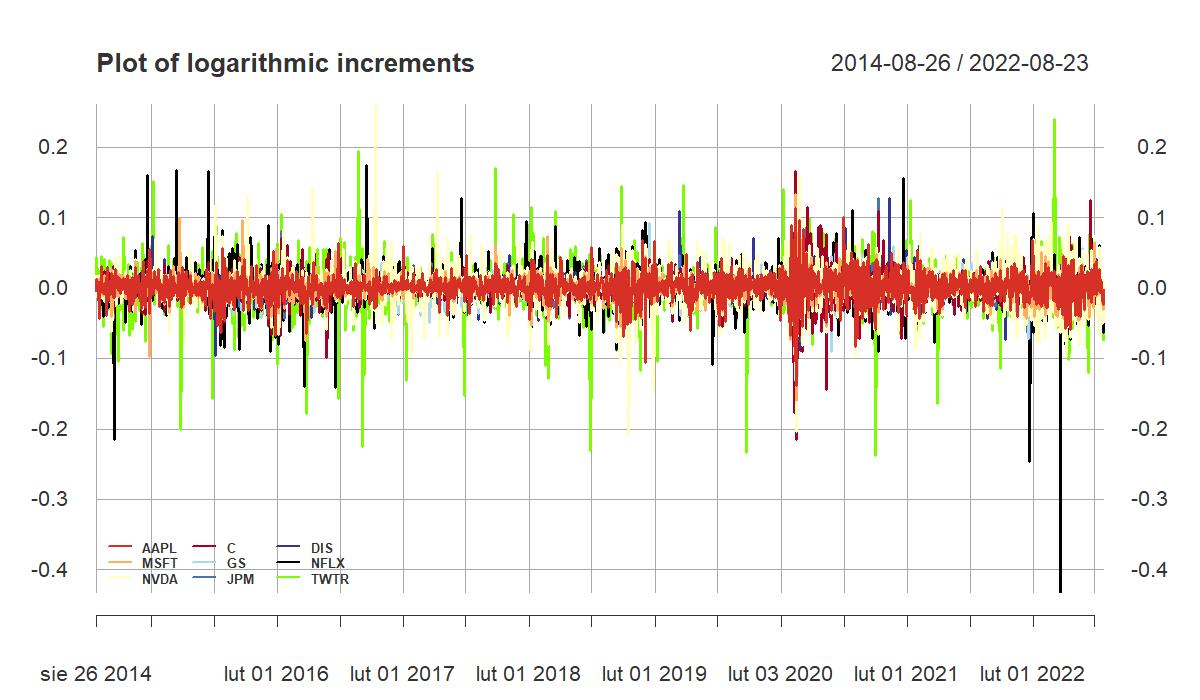 Plot of logarithmic increments 2014-08-26 / 2022-08-23
0.2 0.2
0.1 0.1
0.0 0.0
-0.1 -0.1
-0.2 -0.2
-0.3 -0.3
AAPL C DIS
MSFT GS NFLX
-0.4 -0.4
NVDA JPM TWTR
sie 26 2014 lut 01 2016 lut 01 2017 lut 01 2018 lut 01 2019 lut 03 2020 lut 01 2021 lut 01 2022